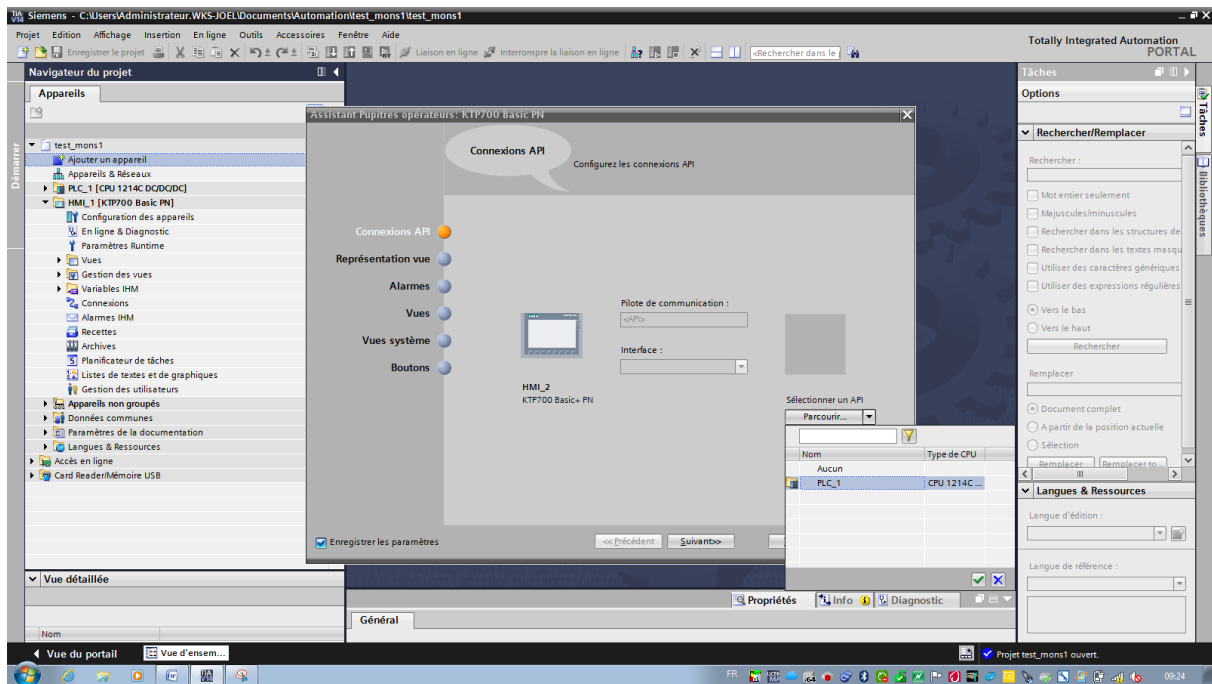 TIA V14 Siemens - C:\Users\Administrateur.WKS-JOEL\Documents\Automation\test_mons1\test_mons1
Projet Edition Affichage Insertion En ligne Outils Accessoires Fenêtre Aide
Enregistrer le projet Liaison en ligne Interrompre la liaison en ligne <Rechercher dans le
Totally Integrated Automation
PORTAL
Démarrer
Navigateur du projet
Appareils
test_mons1
Ajouter un appareil
Appareils & Réseaux
PLC_1 [CPU 1214C DC/DC/DC]
HMI_1 [KTP700 Basic PN]
Configuration des appareils
En ligne & Diagnostic
Paramètres Runtime
Vues
Gestion des vues
Variables IHM
Connexions
Alarmes IHM
Recettes
Archives
Planificateur de tâches
Listes de textes et de graphiques
Gestion des utilisateurs
Appareils non groupés
Données communes
Paramètres de la documentation
Langues & Ressources
Accès en ligne
Card Reader/Mémoire USB
Vue détaillée
Nom
Assistant Pupitres opérateurs: KTP700 Basic PN
Connexions API
Configurez les connexions API
Connexions API
Représentation vue
Alarmes
Vues
Vues système
Boutons
Pilote de communication :
<API>
Interface :
HMI_2
KTP700 Basic+ PN
Sélectionner un API
Parcourir...
Nom Type de CPU
Aucun
PLC_1 CPU 1214C ...
Enregistrer les paramètres
<< Précédent Suivant>>
Propriétés Info Diagnostic
Général
Tâches
Options
Rechercher/Remplacer
Rechercher :
Mot entier seulement
Majuscules/minuscules
Rechercher dans les structures de
Rechercher dans les textes masqu
Utiliser des caractères génériques
Utiliser des expressions régulières
Vers le bas
Vers le haut
Rechercher
Remplacer
Document complet
A partir de la position actuelle
Sélection
Remplacer Remplacer to...
Langues & Ressources
Langue d'édition :
Langue de référence :
Tâches
Bibliothèques
Vue du portail Vue d'ensem...
Projet test_mons1 ouvert.
FR 09:24